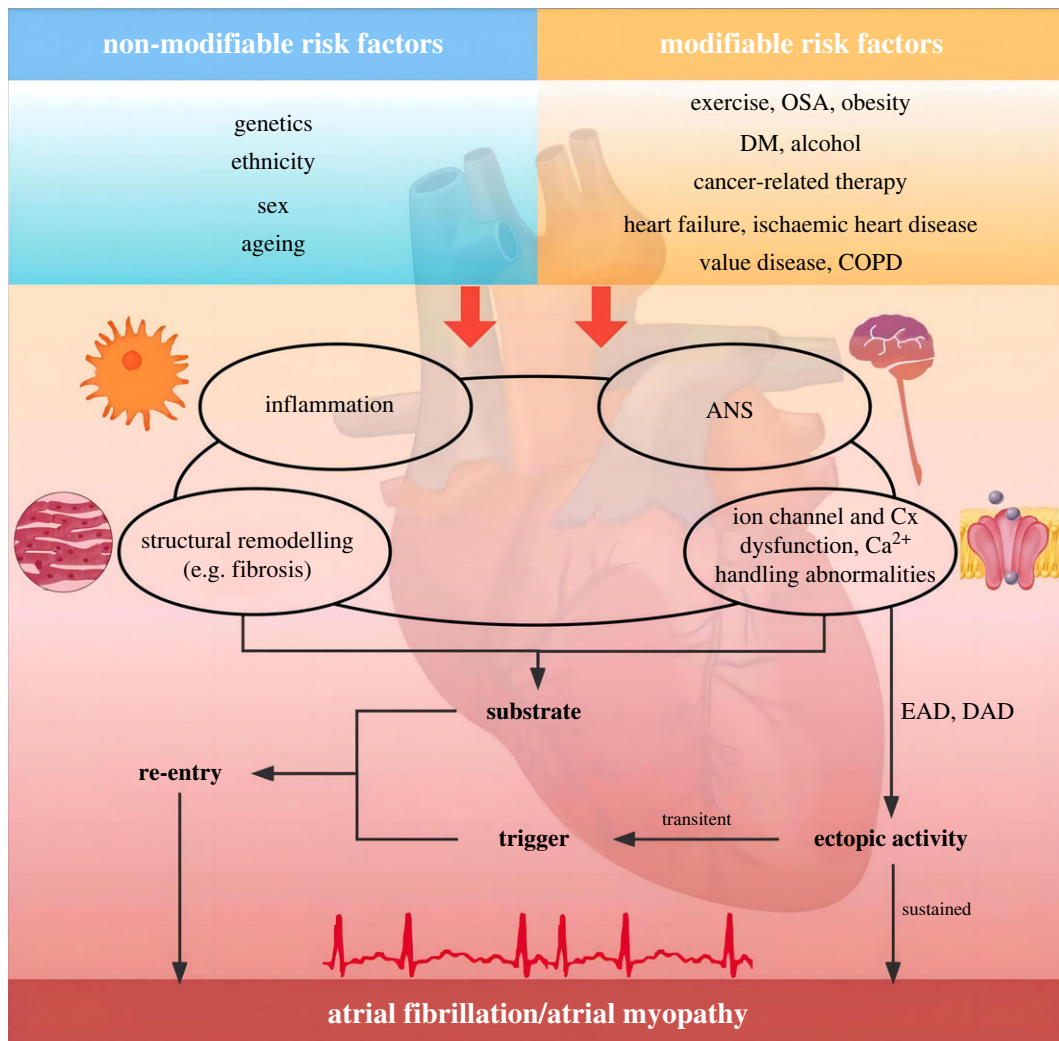 non-modifiable risk factors
modifiable risk factors
genetics
ethnicity
sex
ageing
exercise, OSA, obesity
DM, alcohol
cancer-related therapy
heart failure, ischaemic heart disease
value disease, COPD
inflammation
ANS
structural remodelling
(e.g. fibrosis)
ion channel and Cx
dysfunction, Ca²⁺
handling abnormalities
substrate
EAD, DAD
re-entry
trigger
transitent
ectopic activity
sustained
atrial fibrillation/atrial myopathy